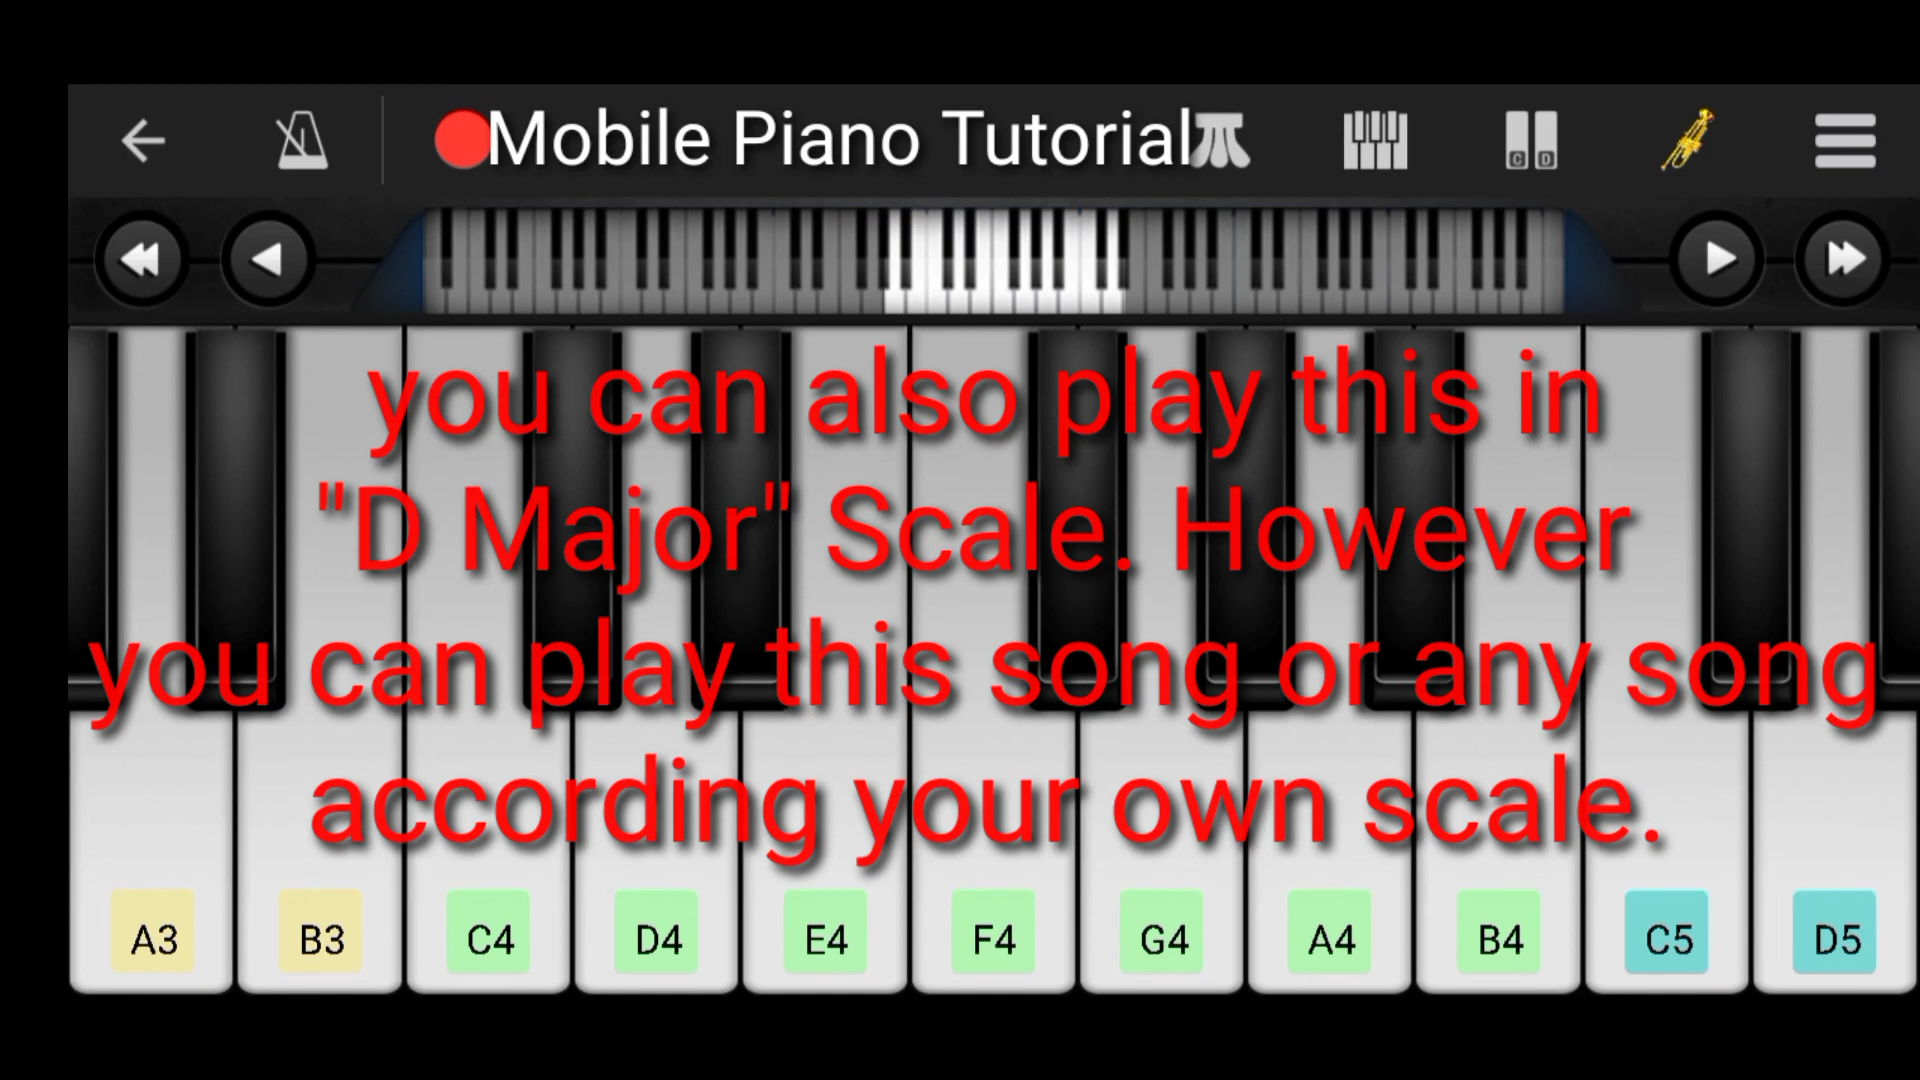 Mobile Piano Tutorial
C D
you can also play this in
"D Major" Scale. However
you can play this song or any song
according your own scale.
A3 B3 C4 D4 E4 F4 G4 A4 B4 C5 D5